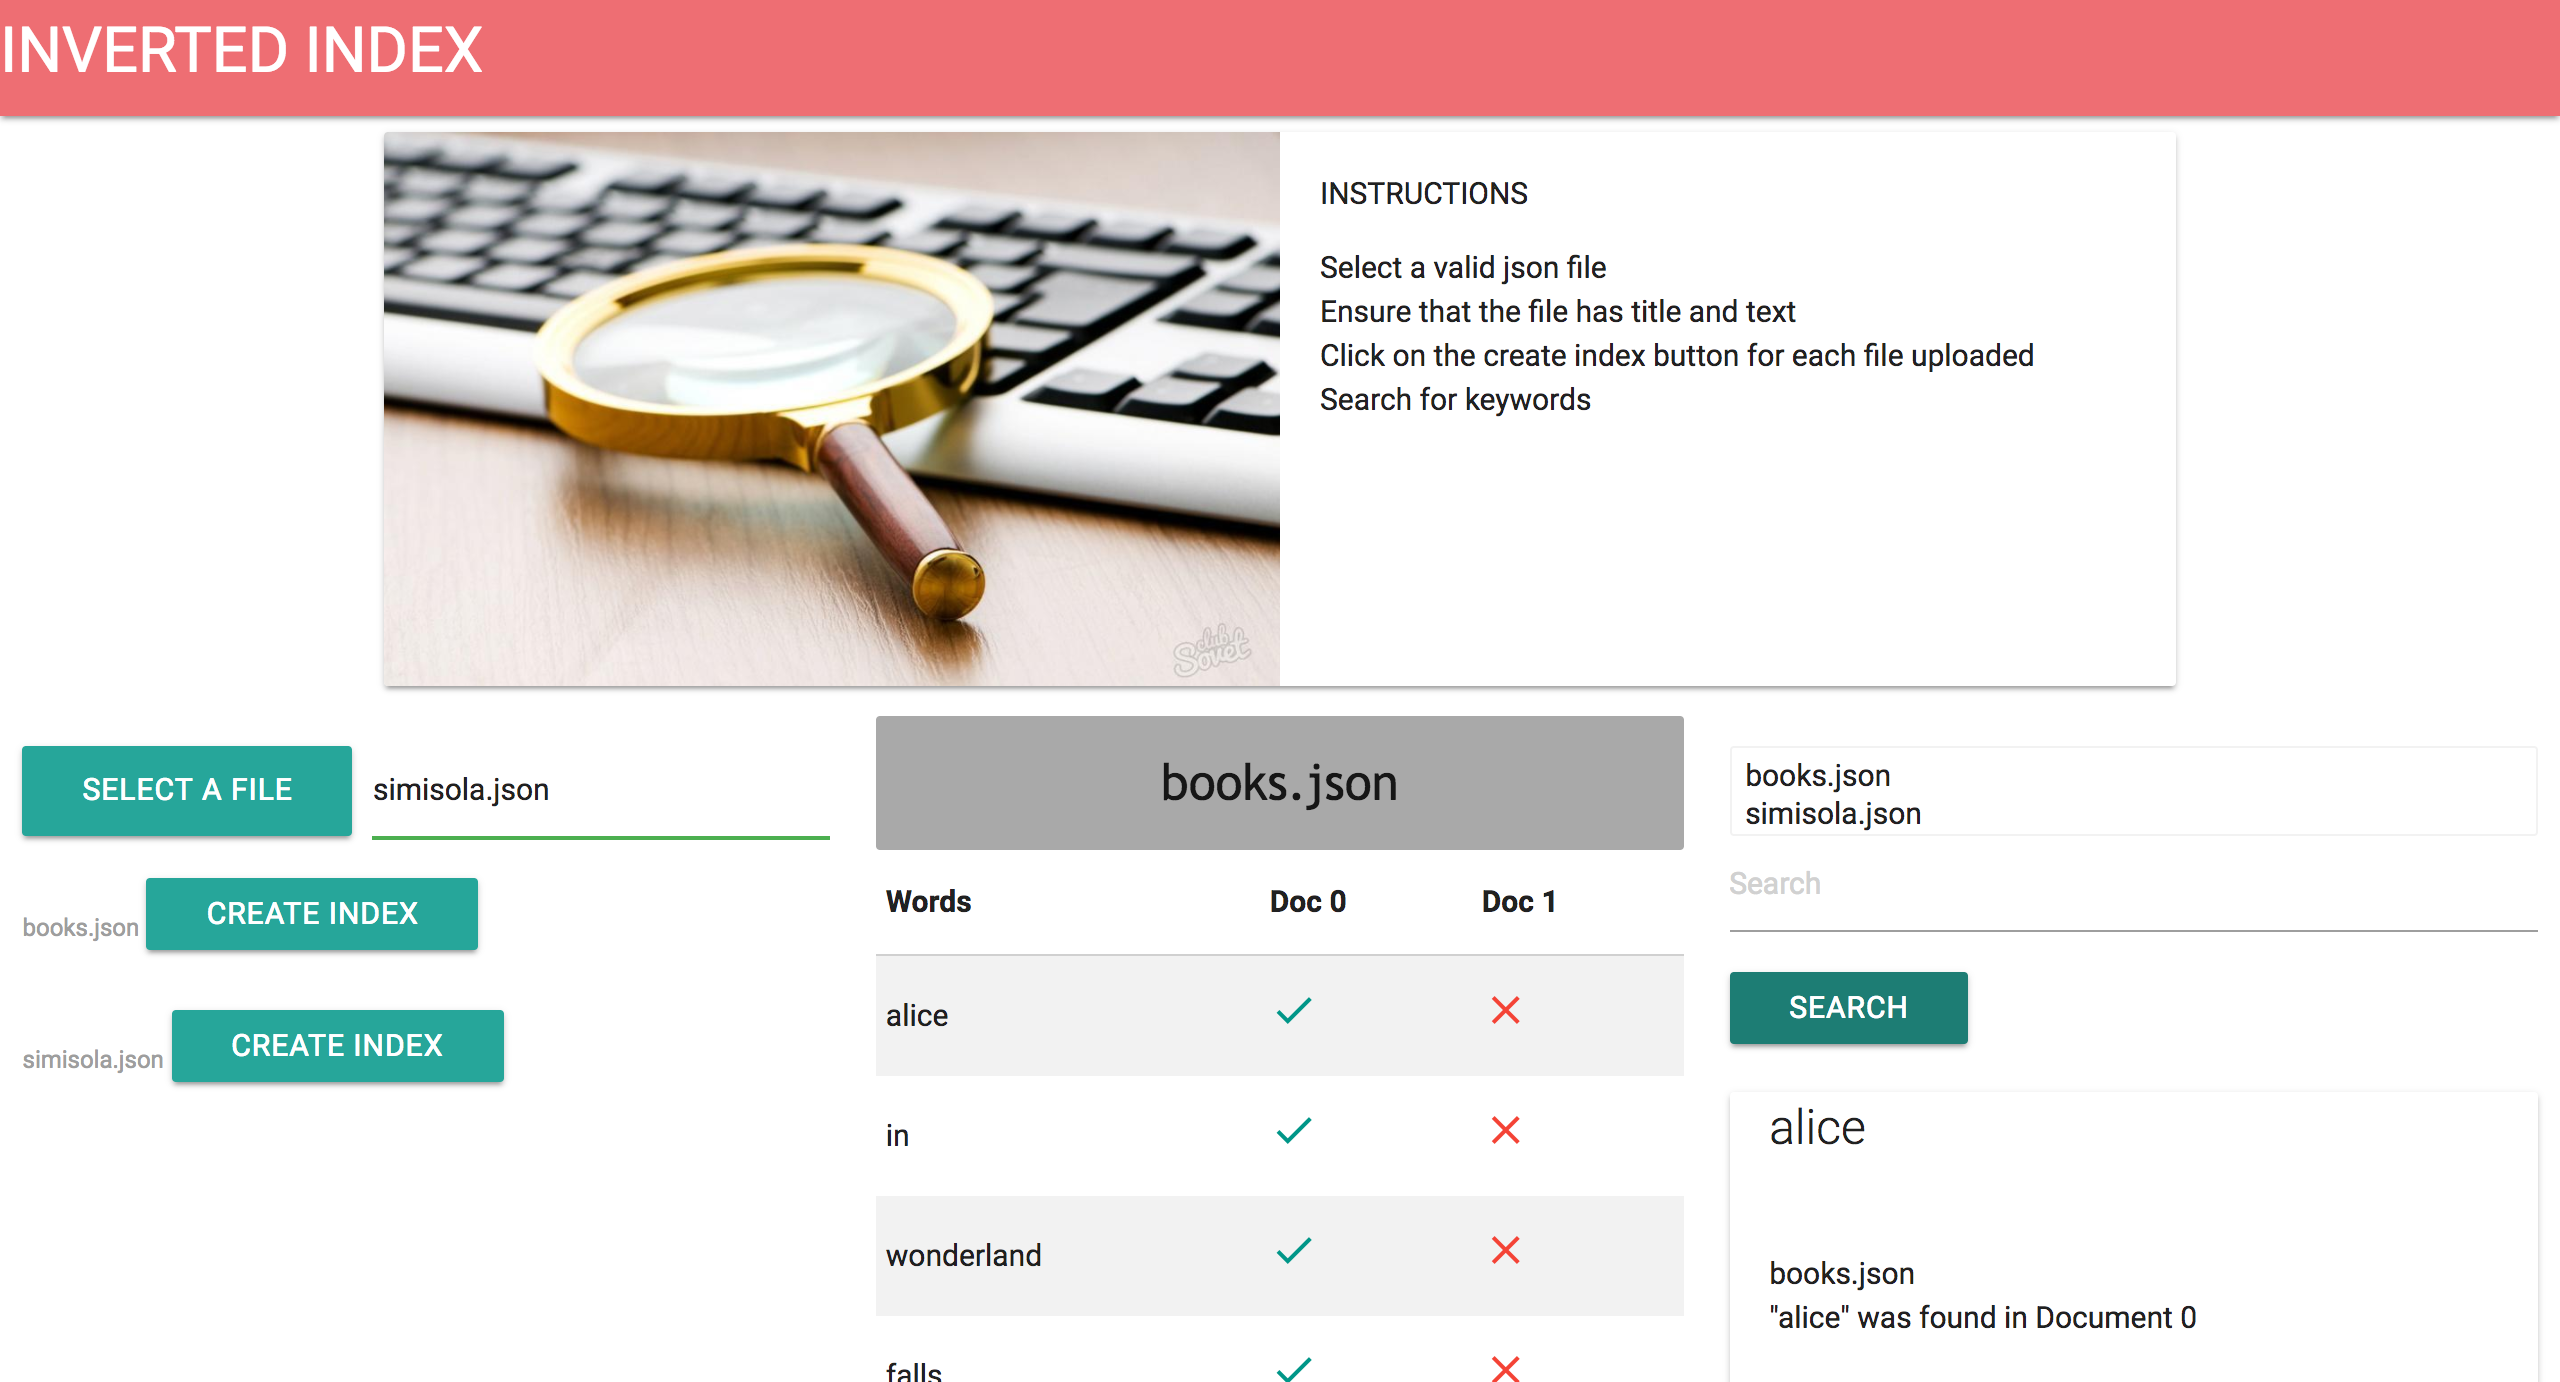 INVERTED INDEX
INSTRUCTIONS
Select a valid json file
Ensure that the file has title and text
Click on the create index button for each file uploaded
Search for keywords
club
Sovet
SELECT A FILE simisola.json
books.json CREATE INDEX
simisola.json CREATE INDEX
books.json
Words Doc 0 Doc 1
alice
in
wonderland
falls
books.json
simisola.json
Search
SEARCH
alice
books.json
"alice" was found in Document 0